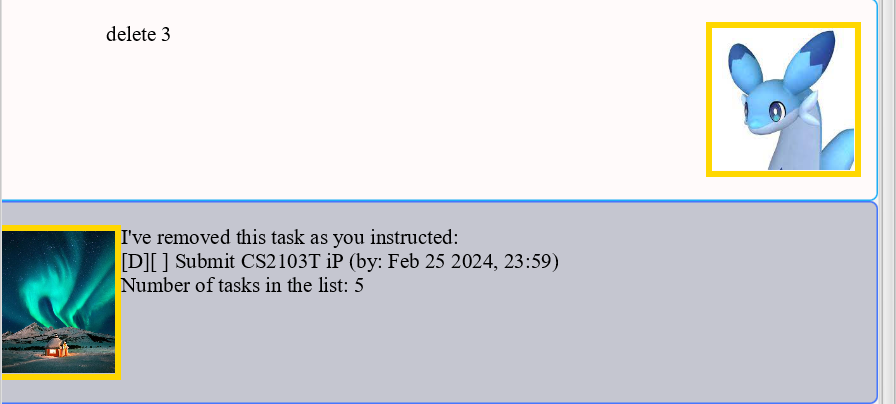 delete 3
I've removed this task as you instructed:
[D][ ] Submit CS2103T iP (by: Feb 25 2024, 23:59)
Number of tasks in the list: 5